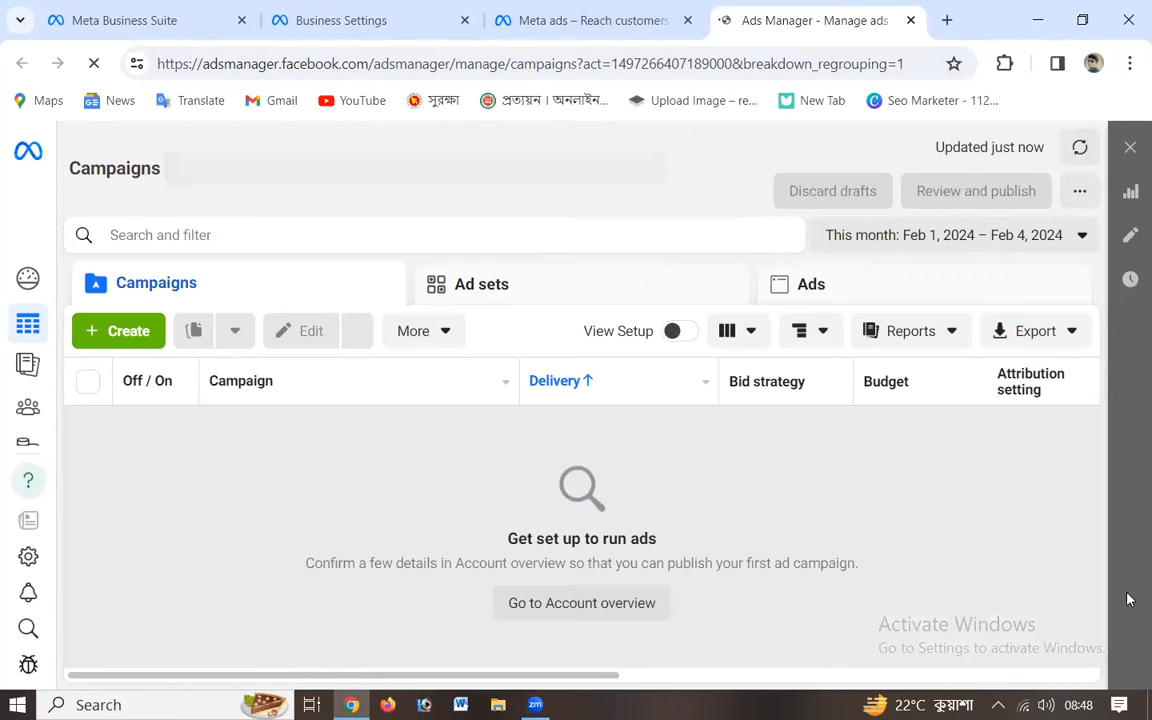 Meta Business Suite
Business Settings
Meta ads – Reach customers
Ads Manager - Manage ads
https://adsmanager.facebook.com/adsmanager/manage/campaigns?act=1497266407189000&breakdown_regrouping=1
Maps
News
Translate
Gmail
YouTube
সুরক্ষা
প্রত্যয়ন। অনলাইন...
Upload Image – re...
New Tab
Seo Marketer - 112...
Updated just now
Campaigns
Discard drafts
Review and publish
Search and filter
This month: Feb 1, 2024 – Feb 4, 2024
Campaigns
Ad sets
Ads
+ Create
Edit
More
View Setup
Reports
Export
Off / On
Campaign
Delivery ↑
Bid strategy
Budget
Attribution
setting
Get set up to run ads
Confirm a few details in Account overview so that you can publish your first ad campaign.
Go to Account overview
Activate Windows
Go to Settings to activate Windows.
Search
22°C কুয়াশা
08:48